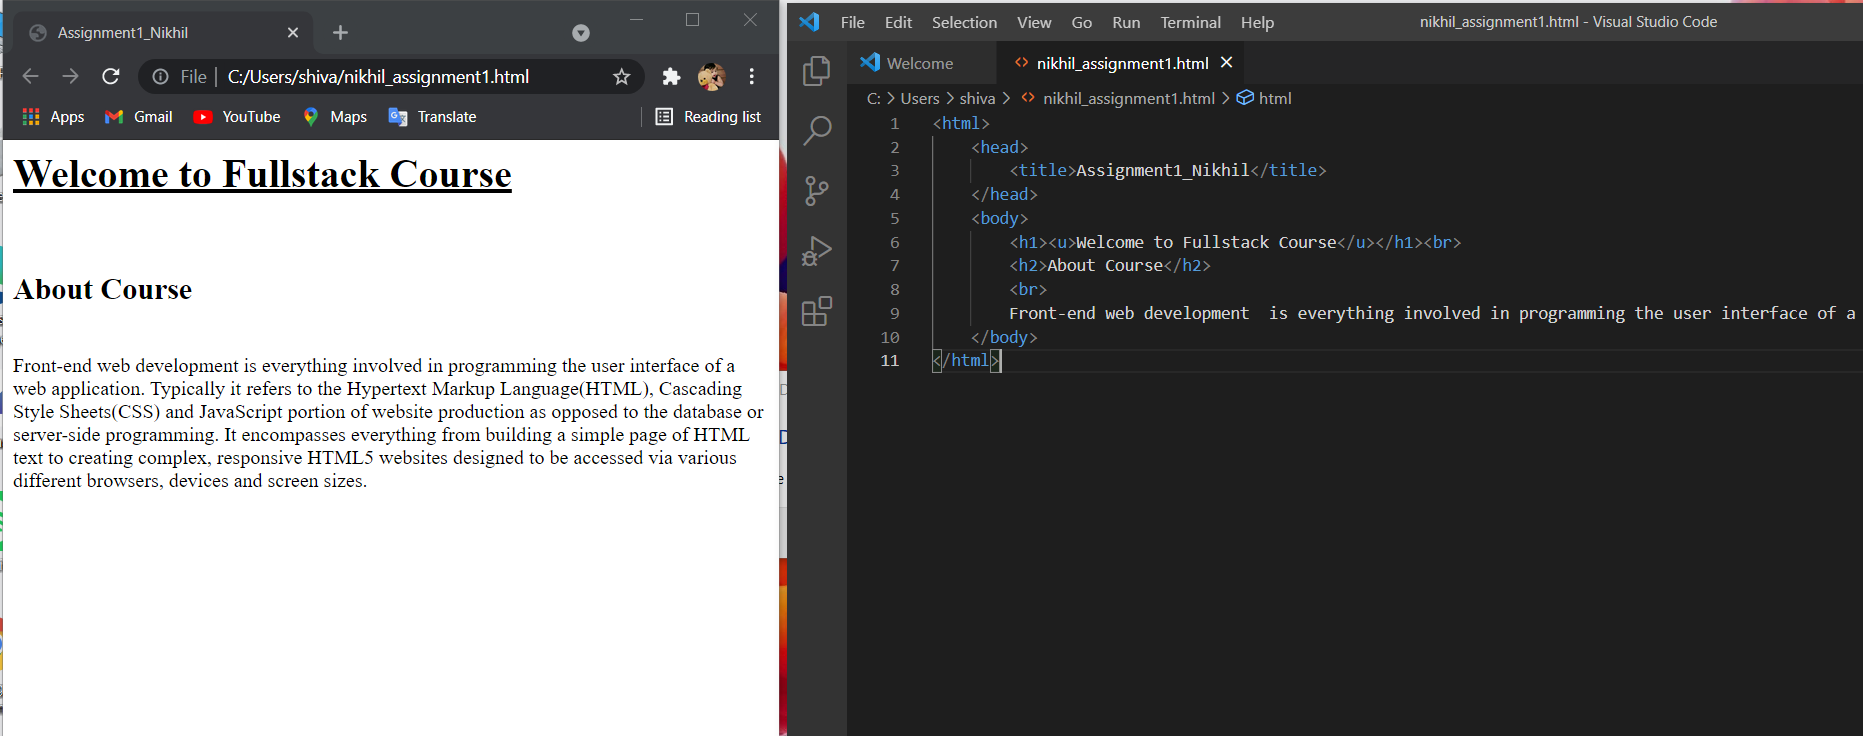 Assignment1_Nikhil
File | C:/Users/shiva/nikhil_assignment1.html
Apps Gmail YouTube Maps Translate Reading list
Welcome to Fullstack Course
About Course
Front-end web development is everything involved in programming the user interface of a
web application. Typically it refers to the Hypertext Markup Language(HTML), Cascading
Style Sheets(CSS) and JavaScript portion of website production as opposed to the database or
server-side programming. It encompasses everything from building a simple page of HTML
text to creating complex, responsive HTML5 websites designed to be accessed via various
different browsers, devices and screen sizes.
File Edit Selection View Go Run Terminal Help nikhil_assignment1.html - Visual Studio Code
Welcome nikhil_assignment1.html
C: > Users > shiva > nikhil_assignment1.html > html
1 <html>
2 <head>
3 <title>Assignment1_Nikhil</title>
4 </head>
5 <body>
6 <h1><u>Welcome to Fullstack Course</u></h1><br>
7 <h2>About Course</h2>
8 <br>
9 Front-end web development  is everything involved in programming the user interface of a
10 </body>
11 </html>